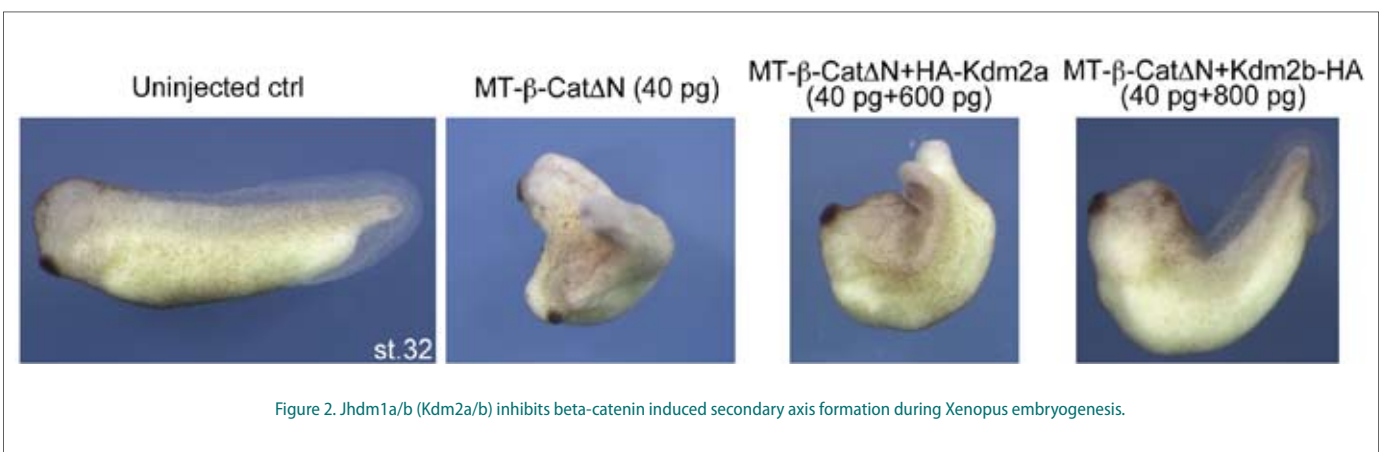 Uninjected ctrl
MT-β-CatΔN (40 pg)
MT-β-CatΔN+HA-Kdm2a
(40 pg+600 pg)
MT-β-CatΔN+Kdm2b-HA
(40 pg+800 pg)
st.32
Figure 2. Jhdm1a/b (Kdm2a/b) inhibits beta-catenin induced secondary axis formation during Xenopus embryogenesis.